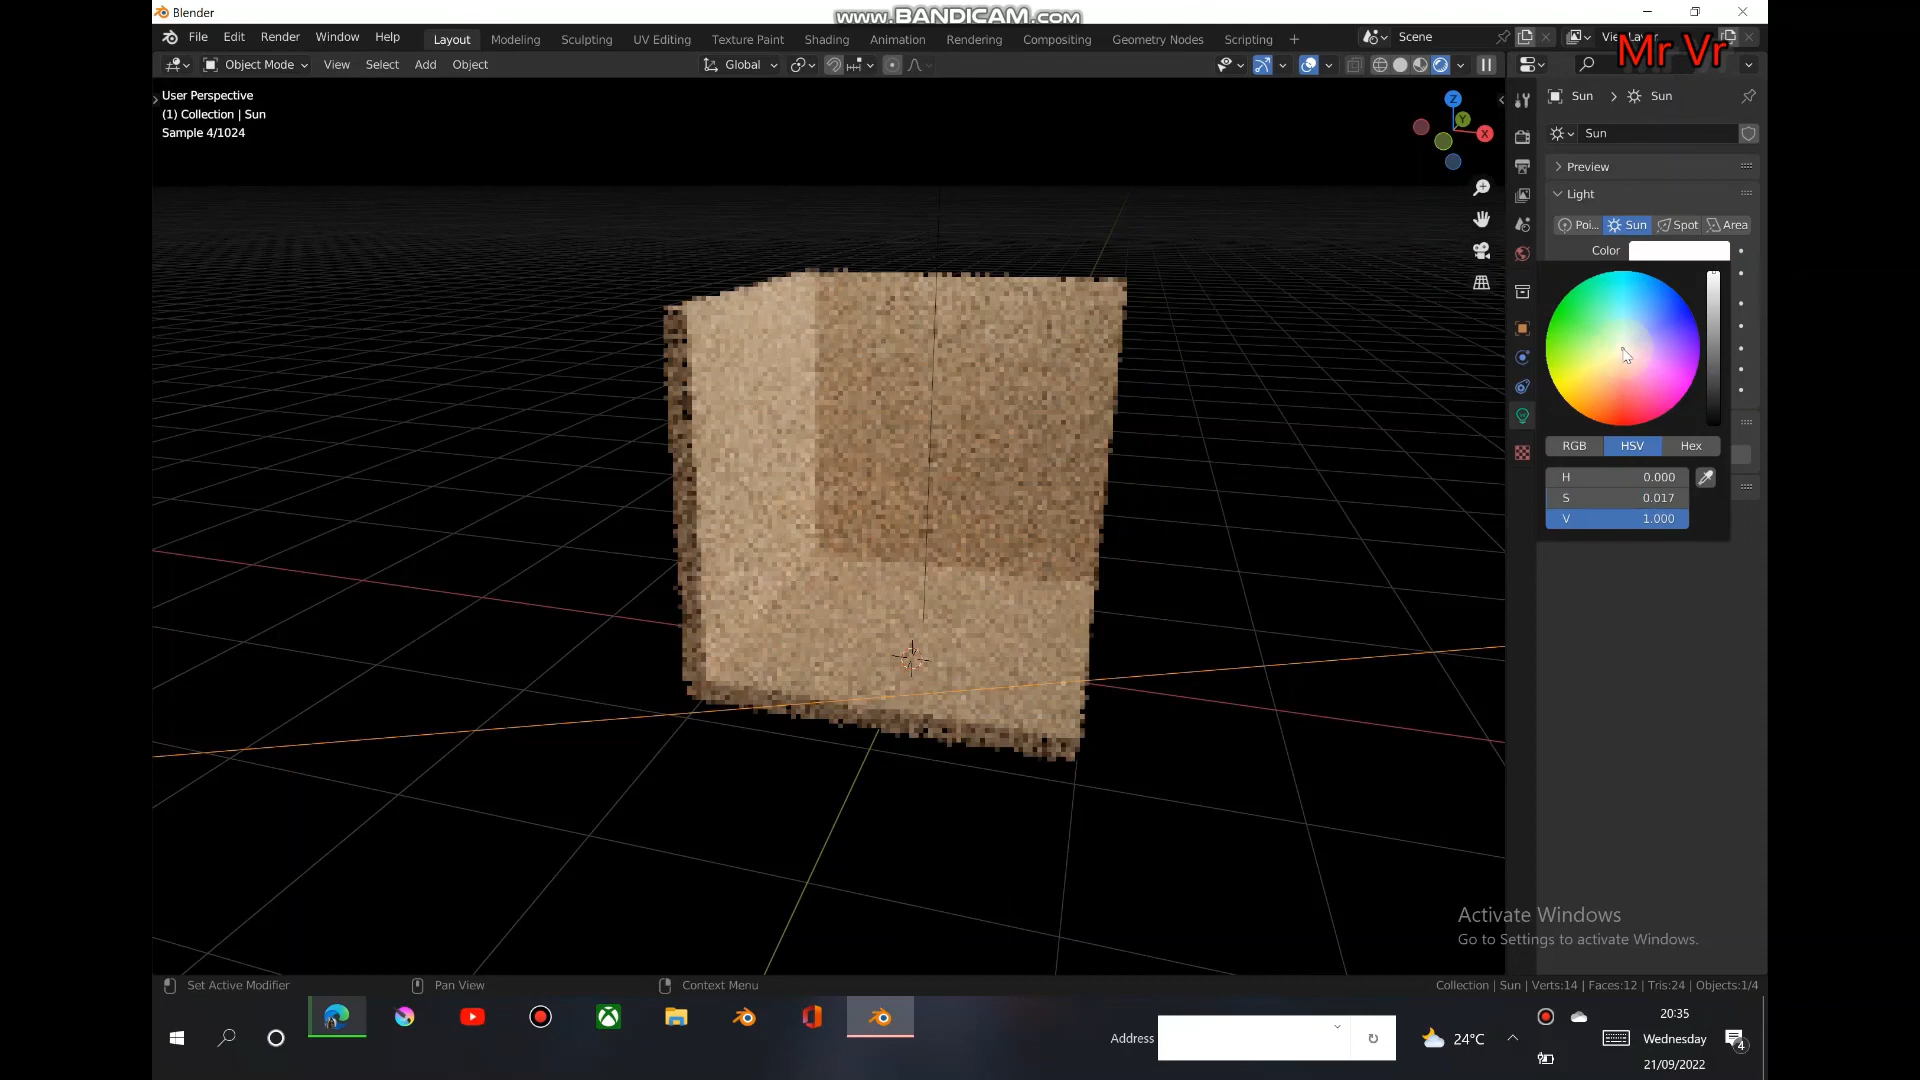 Blender
www.BANDICAM.com
File Edit Render Window Help
Layout Modeling Sculpting UV Editing Texture Paint Shading Animation Rendering Compositing Geometry Nodes Scripting +
Scene
Mr Vr
Object Mode View Select Add Object
Global
User Perspective
(1) Collection | Sun
Sample 4/1024
Z
Y
X
Sun > Sun
Sun
Preview
Light
Poi... Sun Spot Area
Color
RGB HSV Hex
H 0.000
S 0.017
V 1.000
Activate Windows
Go to Settings to activate Windows.
Set Active Modifier Pan View Context Menu
Collection | Sun | Verts:14 | Faces:12 | Tris:24 | Objects:1/4
Address
24°C
20:35
Wednesday
21/09/2022
4